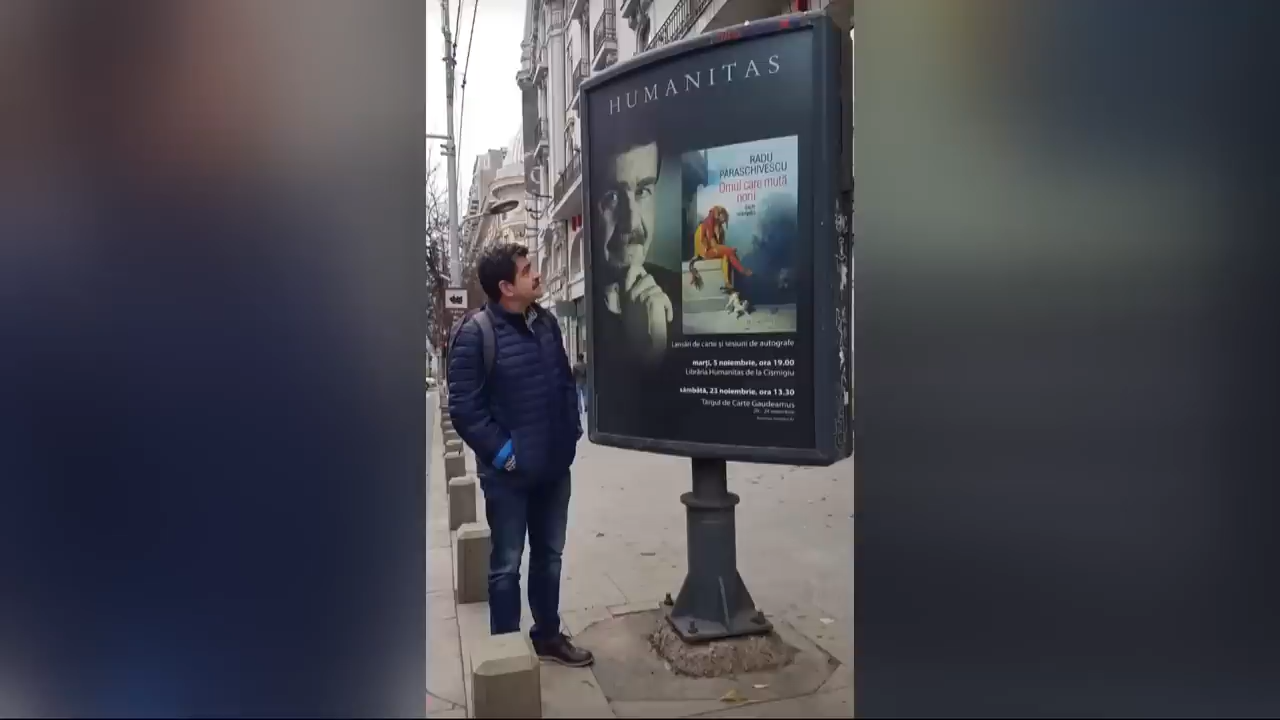 HUMANITAS
RADU
PARASCHIVESCU
Omul care mută
norii
Lansări de carte și sesiuni de autografe
marți, 5 noiembrie, ora 19.00
Librăria Humanitas de la Cișmigiu
sâmbătă, 23 noiembrie, ora 13.30
Târgul de Carte Gaudeamus